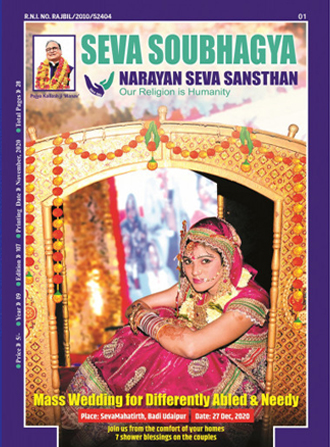 R.N.I. NO. RAJBIL/2010/52404
01
SEVA SOUBHAGYA
NARAYAN SEVA SANSTHAN
Our Religion is Humanity
Pujya Kailashji 'Manav'
Price 5/- Year 09 Edition 107 Printing Date November, 2020 Total Pages 28
Mass Wedding for Differently Abled & Needy
Place: SevaMahatirth, Badi Udaipur Date: 27 Dec, 2020
join us from the comfort of your homes
7 shower blessings on the couples